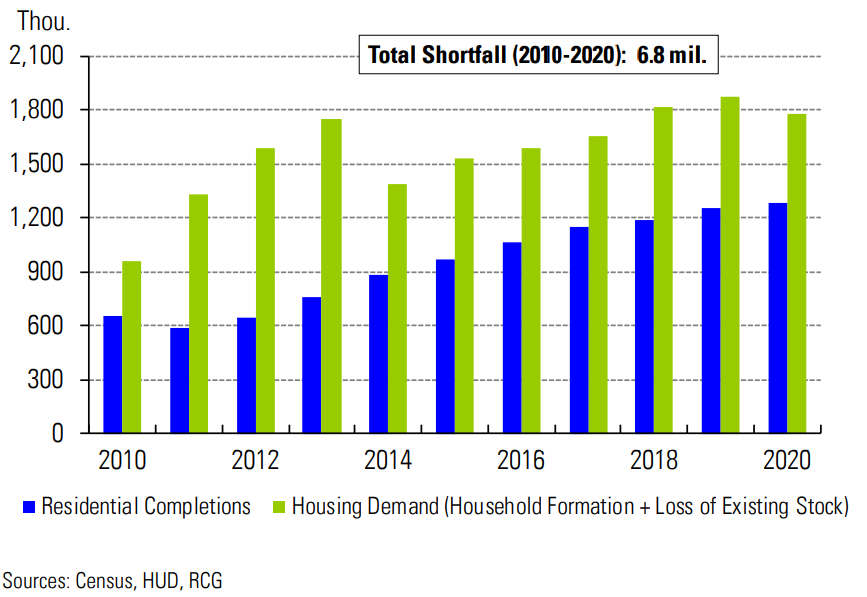 Thou.
Total Shortfall (2010-2020): 6.8 mil.
2,100
1,800
1,500
1,200
900
600
300
0
2010 2012 2014 2016 2018 2020
Residential Completions Housing Demand (Household Formation + Loss of Existing Stock)
Sources: Census, HUD, RCG